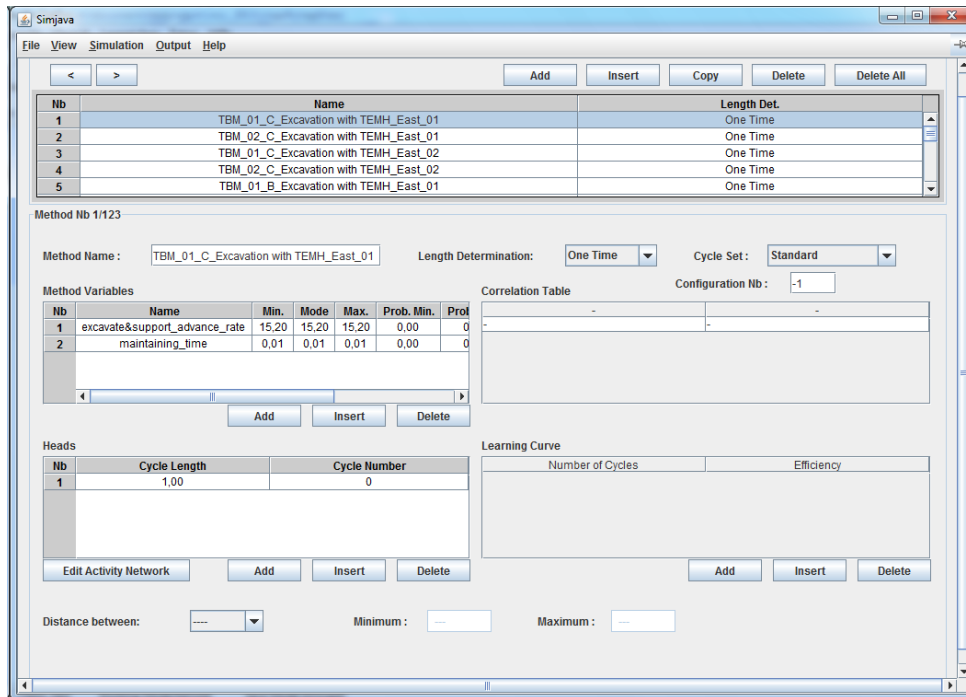 Simjava
File View Simulation Output Help
< > Add Insert Copy Delete Delete All
Nb Name Length Det.
1 TBM_01_C_Excavation with TEMH_East_01 One Time
2 TBM_02_C_Excavation with TEMH_East_01 One Time
3 TBM_01_C_Excavation with TEMH_East_02 One Time
4 TBM_02_C_Excavation with TEMH_East_02 One Time
5 TBM_01_B_Excavation with TEMH_East_01 One Time
Method Nb 1/123
Method Name : TBM_01_C_Excavation with TEMH_East_01 Length Determination: One Time Cycle Set : Standard
Configuration Nb : -1
Method Variables
Nb Name Min. Mode Max. Prob. Min. Prol
1 excavate&support_advance_rate 15,20 15,20 15,20 0,00 0
2 maintaining_time 0,01 0,01 0,01 0,00 0
Add Insert Delete
Correlation Table
- -
- -
Heads
Nb Cycle Length Cycle Number
1 1,00 0
Edit Activity Network Add Insert Delete
Learning Curve
Number of Cycles Efficiency
Add Insert Delete
Distance between: ---- Minimum : --- Maximum : ---